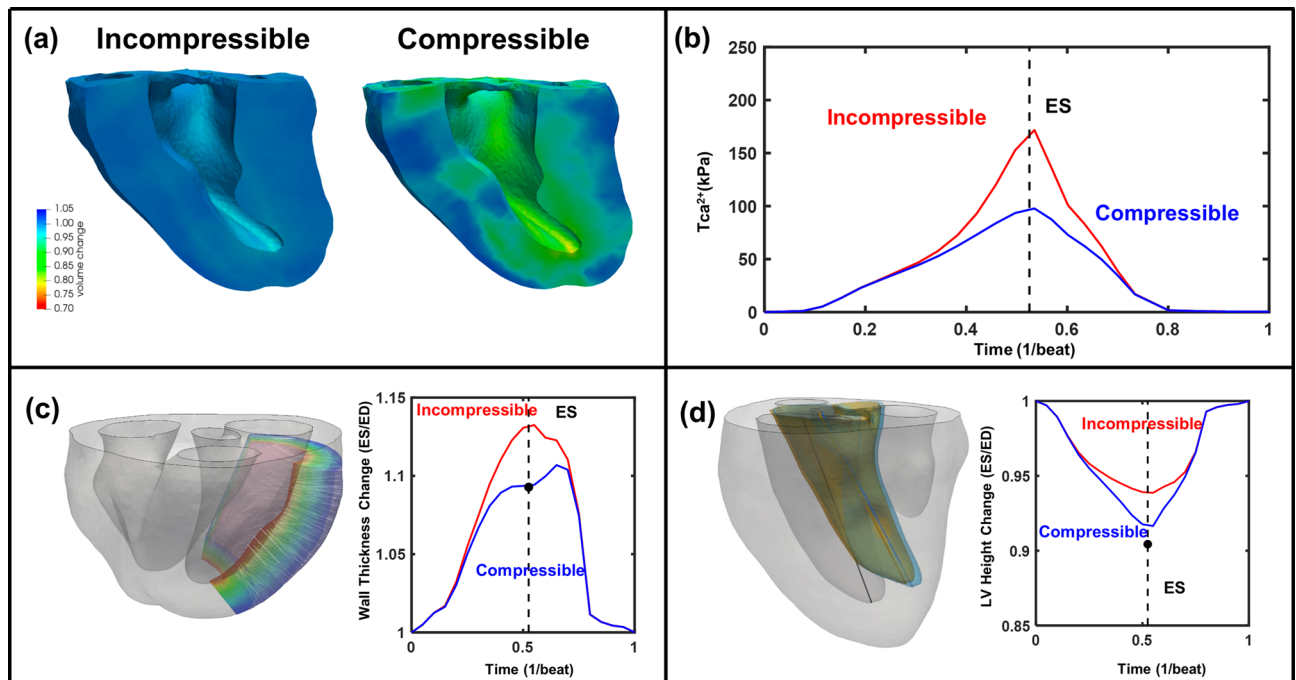 (a) Incompressible Compressible
1.05
1.00
0.95
0.90
0.85
0.80
0.75
0.70
volume change
(b)
250
200
150
100
50
0
Tca²⁺(kPa)
Incompressible
ES
Compressible
0 0.2 0.4 0.6 0.8 1
Time (1/beat)
(c)
Wall Thickness Change (ES/ED)
1.15
1.1
1.05
1
Incompressible
ES
Compressible
0 0.5 1
Time (1/beat)
(d)
LV Height Change (ES/ED)
1
0.95
0.9
0.85
Incompressible
Compressible
ES
0 0.5 1
Time (1/beat)